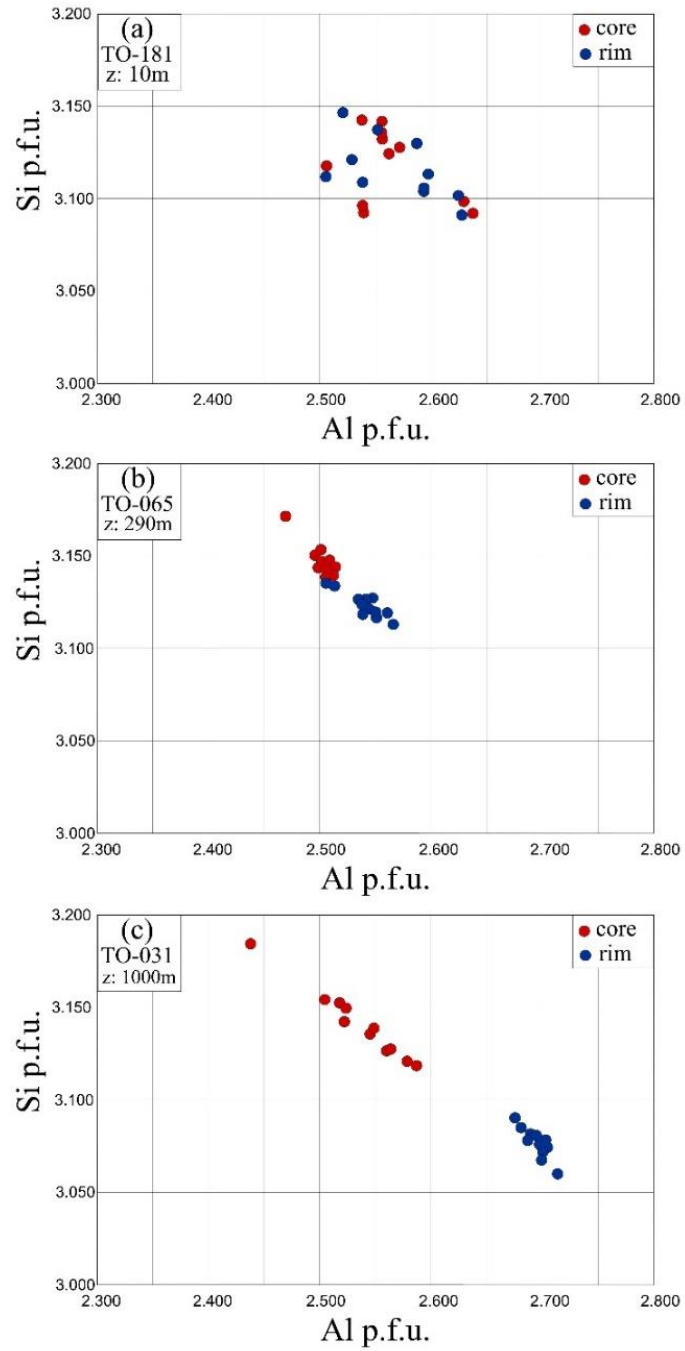 3.200
(a)
TO-181
z: 10m
core
rim
3.150
Si p.f.u.
3.100
3.050
3.000
2.300 2.400 2.500 2.600 2.700 2.800
Al p.f.u.
3.200
(b)
TO-065
z: 290m
core
rim
3.150
Si p.f.u.
3.100
3.050
3.000
2.300 2.400 2.500 2.600 2.700 2.800
Al p.f.u.
3.200
(c)
TO-031
z: 1000m
core
rim
3.150
Si p.f.u.
3.100
3.050
3.000
2.300 2.400 2.500 2.600 2.700 2.800
Al p.f.u.